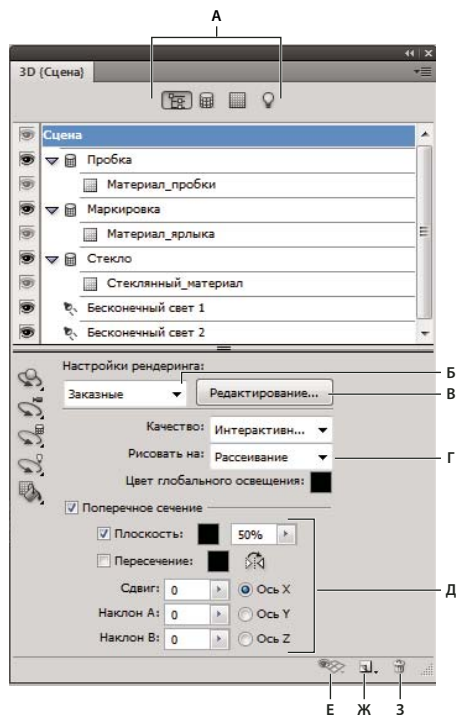 А
3D {Сцена}
Сцена
Пробка
Материал_пробки
Маркировка
Материал_ярлыка
Стекло
Стеклянный_материал
Бесконечный свет 1
Бесконечный свет 2
Настройки рендеринга:
Б
Заказные
Редактирование...
В
Качество: Интерактивн...
Рисовать на: Рассеивание
Г
Цвет глобального освещения:
Поперечное сечение
Плоскость: 50%
Пересечение:
Сдвиг: 0 Ось X
Д
Наклон A: 0 Ось Y
Наклон B: 0 Ось Z
Е Ж З